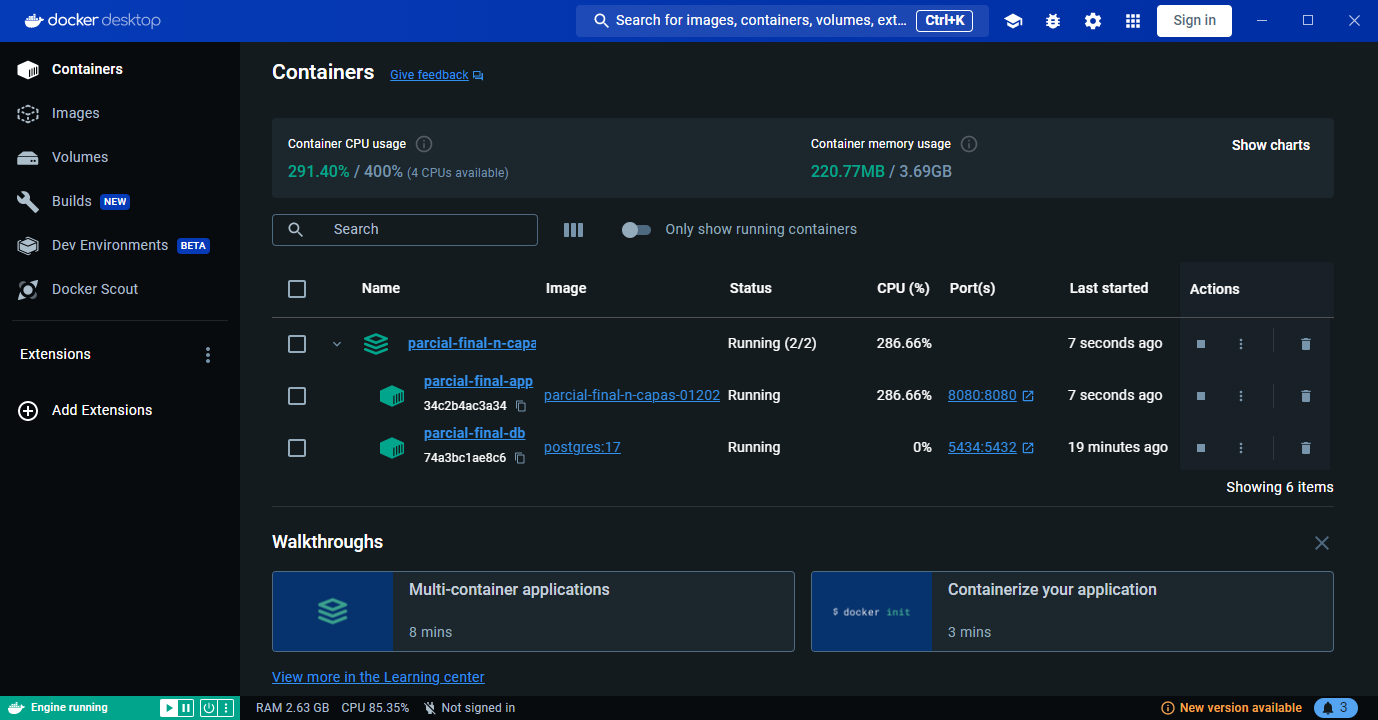 docker desktop
Search for images, containers, volumes, ext... Ctrl+K
Sign in
Containers
Images
Volumes
Builds NEW
Dev Environments BETA
Docker Scout
Extensions
Add Extensions
Containers Give feedback
Container CPU usage
291.40% / 400% (4 CPUs available)
Container memory usage
220.77MB / 3.69GB
Show charts
Search
Only show running containers
Name Image Status CPU (%) Port(s) Last started Actions
parcial-final-n-capa Running (2/2) 286.66% 7 seconds ago
parcial-final-app
34c2b4ac3a34
parcial-final-n-capas-01202 Running 286.66% 8080:8080 7 seconds ago
parcial-final-db
74a3bc1ae8c6
postgres:17 Running 0% 5434:5432 19 minutes ago
Showing 6 items
Walkthroughs
Multi-container applications
8 mins
$ docker init
Containerize your application
3 mins
View more in the Learning center
Engine running
RAM 2.63 GB CPU 85.35% Not signed in
New version available
3